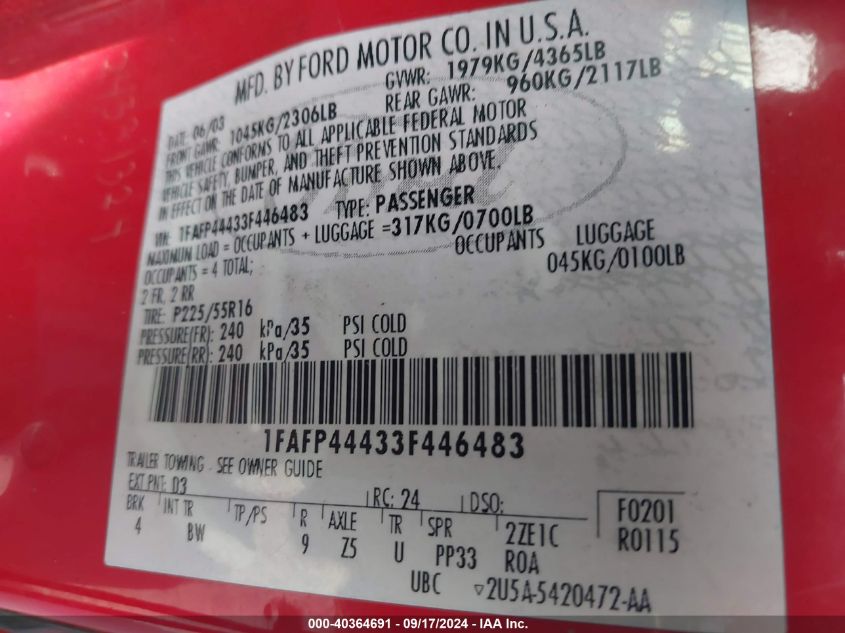 MFD. BY FORD MOTOR CO. IN U.S.A.
DATE: 06/03 GVWR: 1979KG/4365LB
FRONT GAWR: 1045KG/2306LB REAR GAWR: 960KG/2117LB
THIS VEHICLE CONFORMS TO ALL APPLICABLE FEDERAL MOTOR
VEHICLE SAFETY, BUMPER, AND THEFT PREVENTION STANDARDS
IN EFFECT ON THE DATE OF MANUFACTURE SHOWN ABOVE.
VIN: 1FAFP44433F446483 TYPE: PASSENGER
MAXIMUM LOAD = OCCUPANTS + LUGGAGE =317KG/0700LB
OCCUPANTS = 4 TOTAL; OCCUPANTS LUGGAGE
2 FR, 2 RR 045KG/0100LB
TIRE: P225/55R16
PRESSURE(FR): 240 kPa/35 PSI COLD
PRESSURE(RR): 240 kPa/35 PSI COLD
1FAFP44433F446483
TRAILER TOWING - SEE OWNER GUIDE
EXT PNT: D3 RC: 24 DSO:
BRK INT TR TP/PS R AXLE TR SPR 2ZE1C F0201
4 BW 9 Z5 U PP33 ROA R0115
UBC ▽2U5A-5420472-AA
000-40364691 - 09/17/2024 - IAA Inc.